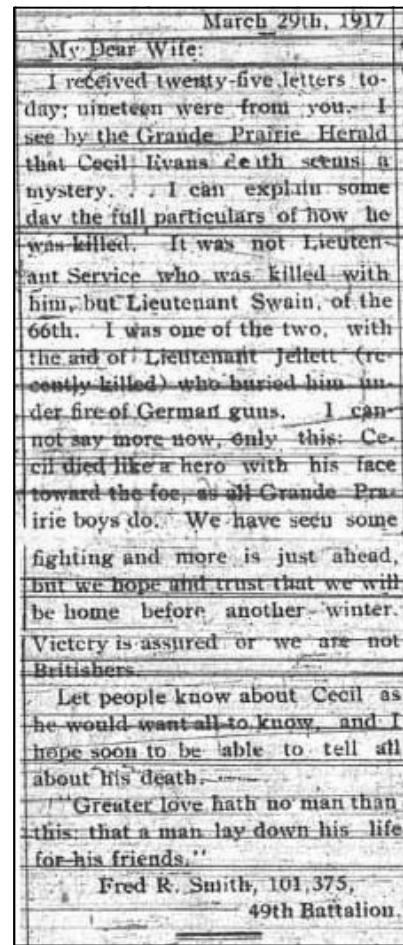 March 29th, 1917
My Dear Wife:
I received twenty-five letters to-
day; nineteen were from you. I
see by the Grande Prairie Herald
that Cecil Evans death seems a
mystery. . . I can explain some
day the full particulars of how he
was killed. It was not Lieuten-
ant Service who was killed with
him, but Lieutenant Swain, of the
66th. I was one of the two, with
the aid of Lieutenant Jellett (re-
cently killed) who buried him un-
der fire of German guns. I can-
not say more now, only this: Ce-
cil died like a hero with his face
toward the foe, as all Grande Pra-
irie boys do. We have seen some
fighting and more is just ahead,
but we hope and trust that we will
be home before another winter.
Victory is assured or we are not
Britishers.
Let people know about Cecil as
he would want all to know, and I
hope soon to be able to tell all
about his death.
"Greater love hath no man than
this: that a man lay down his life
for his friends."
Fred R. Smith, 101,375,
49th Battalion.